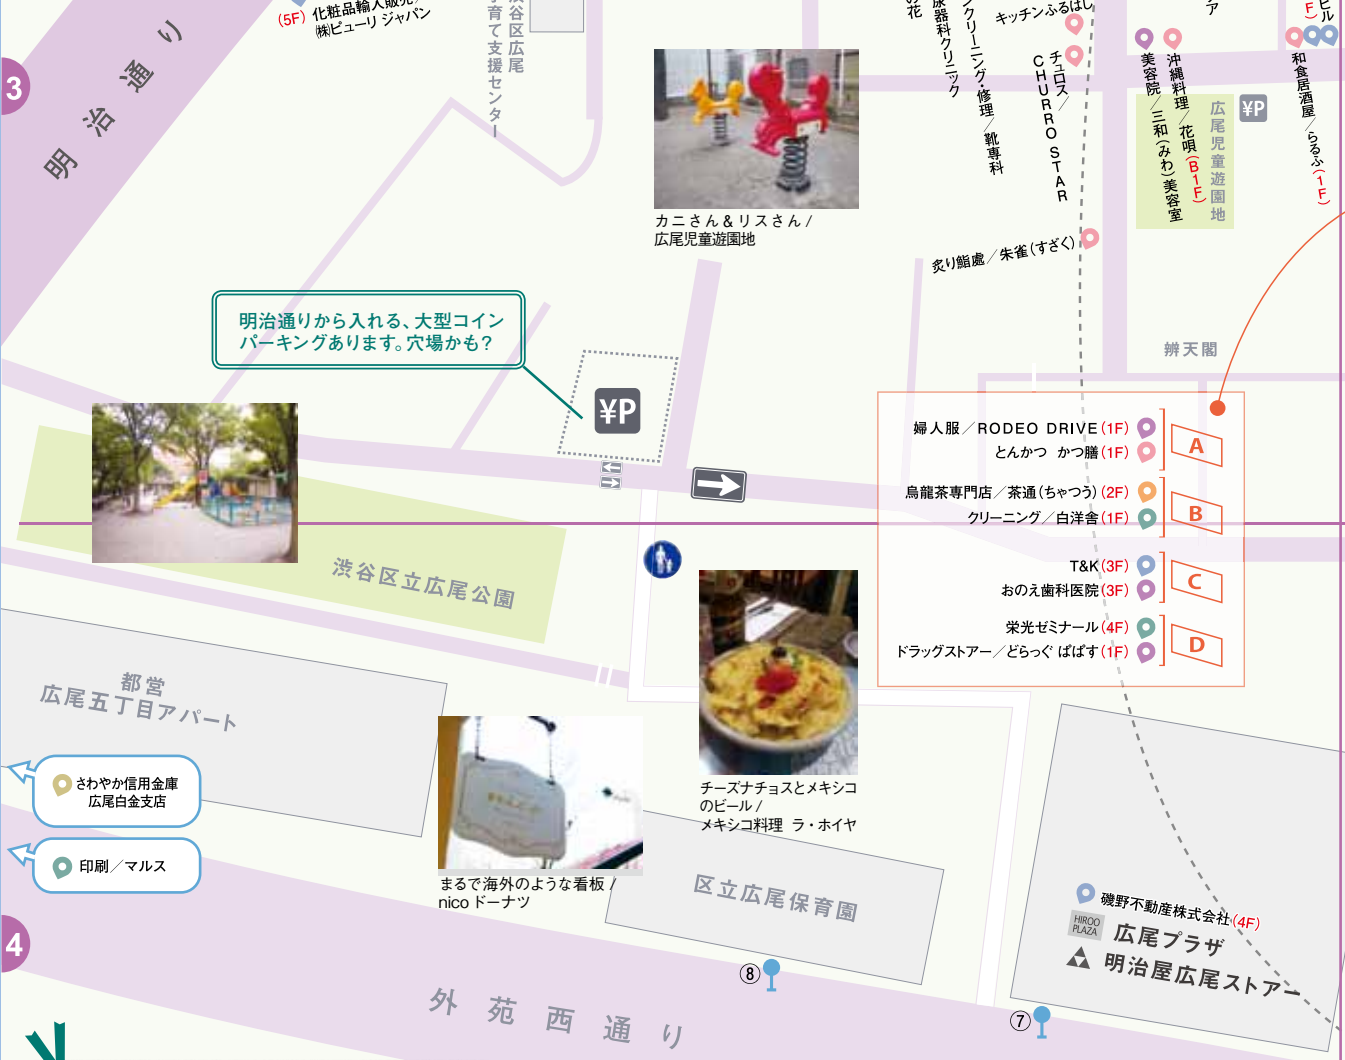 3
明治通り
(5F)
化粧品輸入販売/
㈱ピューリ ジャパン
渋谷区広尾
子育て支援センター
の花
尿器科クリニック
クリーニング・修理／靴専科
キッチンふるはし
チュロス／
CHURRO STAR
ア
美容院／三和(みわ)美容室
沖縄料理／花唄(B1F)
広尾児童遊園地
¥P
F)
ビル
和食居酒屋／らるふ(1F)
カニさん＆リスさん /
広尾児童遊園地
炙り鮨處／朱雀(すざく)
明治通りから入れる、大型コイン
パーキングあります。穴場かも?
¥P
辨天閣
婦人服／RODEO DRIVE(1F)
とんかつ かつ膳(1F)
A
烏龍茶専門店／茶通(ちゃつう)(2F)
クリーニング／白洋舎(1F)
B
T&K(3F)
おのえ歯科医院(3F)
C
栄光ゼミナール(4F)
ドラッグストアー／どらっぐ ぱぱす(1F)
D
渋谷区立広尾公園
都営
広尾五丁目アパート
さわやか信用金庫
広尾白金支店
印刷／マルス
チーズナチョスとメキシコ
のビール /
メキシコ料理 ラ・ホイヤ
まるで海外のような看板 /
nico ドーナツ
区立広尾保育園
磯野不動産株式会社(4F)
HIROO
PLAZA
広尾プラザ
明治屋広尾ストアー
4
⑧
⑦
外苑西通り